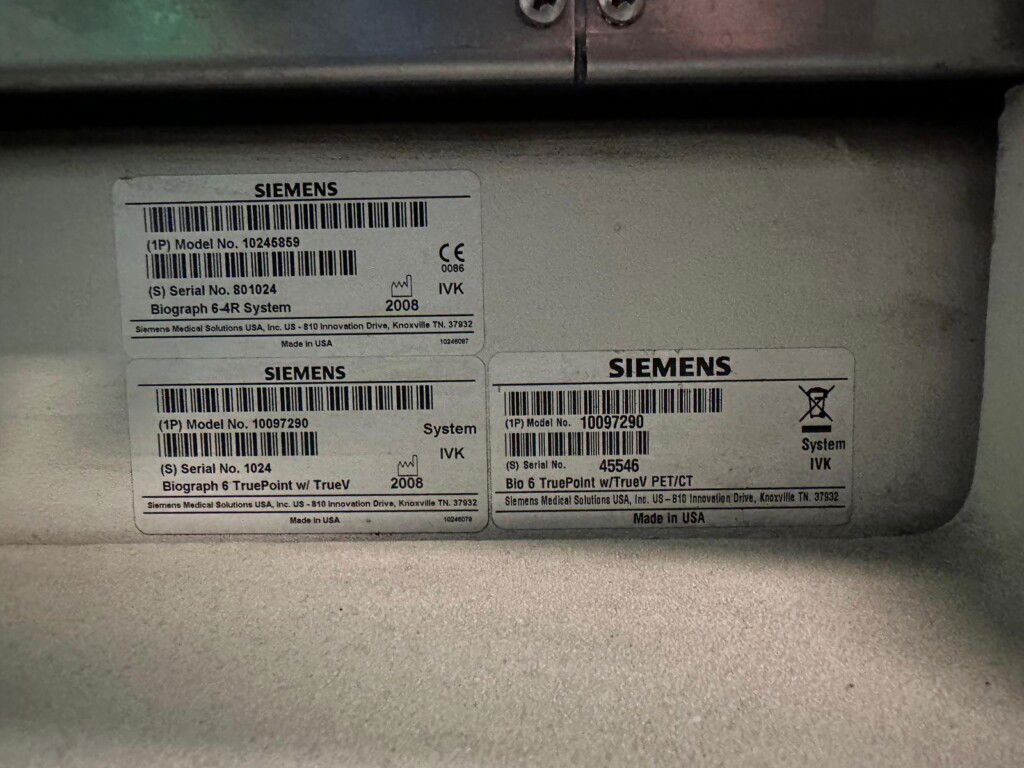 SIEMENS
(1P) Model No. 10245859
(S) Serial No. 801024
Biograph 6-4R System
2008
CE
0086
IVK
Siemens Medical Solutions USA, Inc. US - 810 Innovation Drive, Knoxville TN. 37932
Made in USA
10246087
SIEMENS
(1P) Model No. 10097290
System
(S) Serial No. 1024
IVK
Biograph 6 TruePoint w/ TrueV
2008
Siemens Medical Solutions USA, Inc. US - 810 Innovation Drive, Knoxville TN. 37932
Made in USA
10246079
SIEMENS
(1P) Model No. 10097290
System
(S) Serial No. 45546
IVK
Bio 6 TruePoint w/TrueV PET/CT
Siemens Medical Solutions USA, Inc. US-810 Innovation Drive, Knoxville TN. 37932
Made in USA